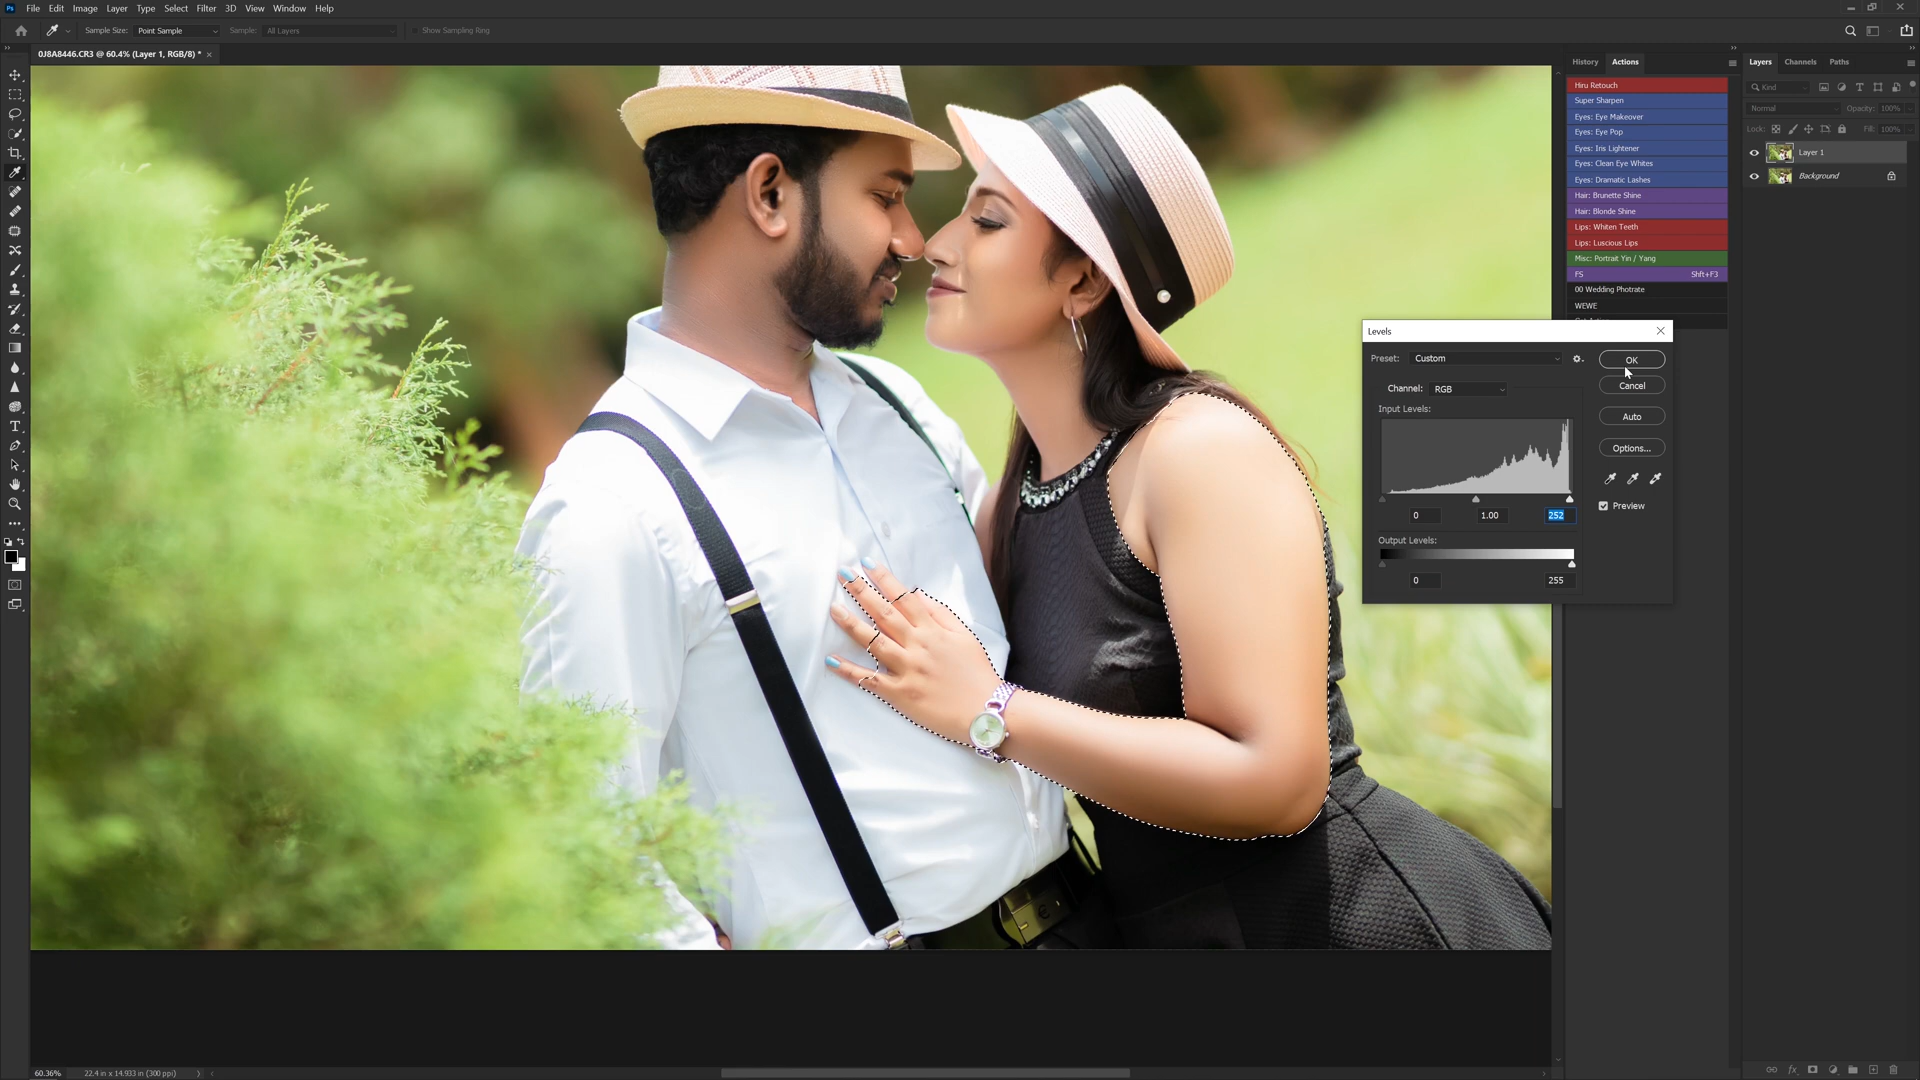 Ps File Edit Image Layer Type Select Filter 3D View Window Help
Sample Size: Point Sample Sample: All Layers Show Sampling Ring
0J8A8446.CR3 @ 60.4% (Layer 1, RGB/8) * ×
History Actions
Hiru Retouch
Super Sharpen
Eyes: Eye Makeover
Eyes: Eye Pop
Eyes: Iris Lightener
Eyes: Clean Eye Whites
Eyes: Dramatic Lashes
Hair: Brunette Shine
Hair: Blonde Shine
Lips: Whiten Teeth
Lips: Luscious Lips
Misc: Portrait Yin / Yang
FS Shft+F3
00 Wedding Photrate
WEWE
Layers Channels Paths
Kind
Normal Opacity: 100%
Lock: Fill: 100%
Layer 1
Background
Levels
Preset: Custom
OK
Cancel
Channel: RGB
Input Levels:
Auto
Options...
Preview
0 1.00 252
Output Levels:
0 255
60.36% 22.4 in x 14.933 in (300 ppi)